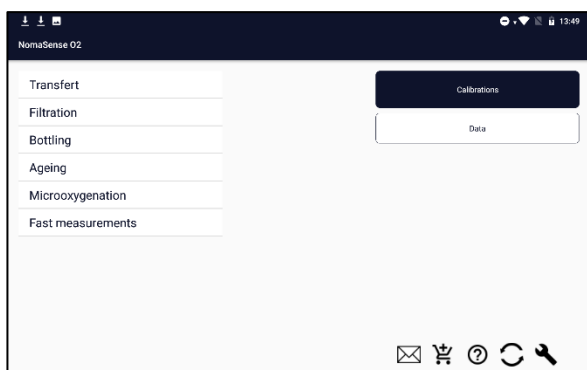 13:49
NomaSense O2
Transfert
Filtration
Bottling
Ageing
Microoxygenation
Fast measurements
Calibrations
Data